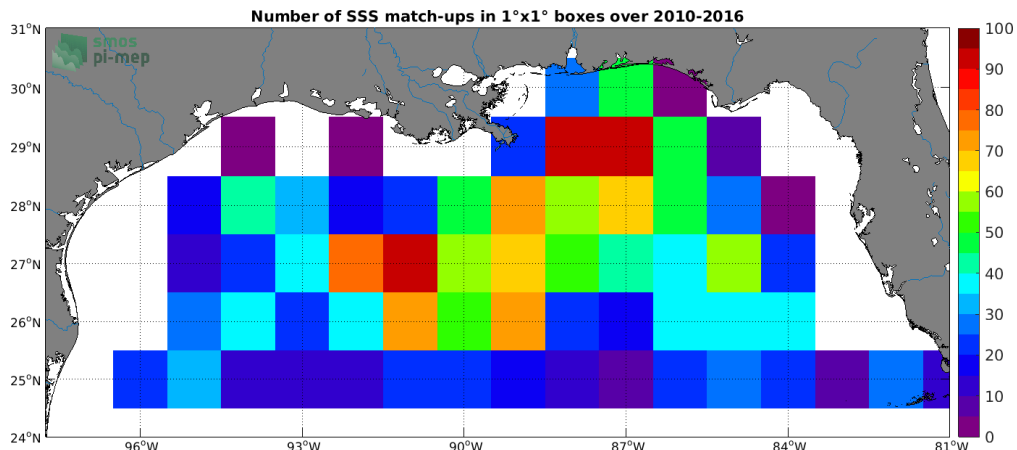 Number of SSS match-ups in 1°x1° boxes over 2010-2016
smos
pi-mep
31°N
30°N
29°N
28°N
27°N
26°N
25°N
24°N
96°W 93°W 90°W 87°W 84°W 81°W
100
90
80
70
60
50
40
30
20
10
0